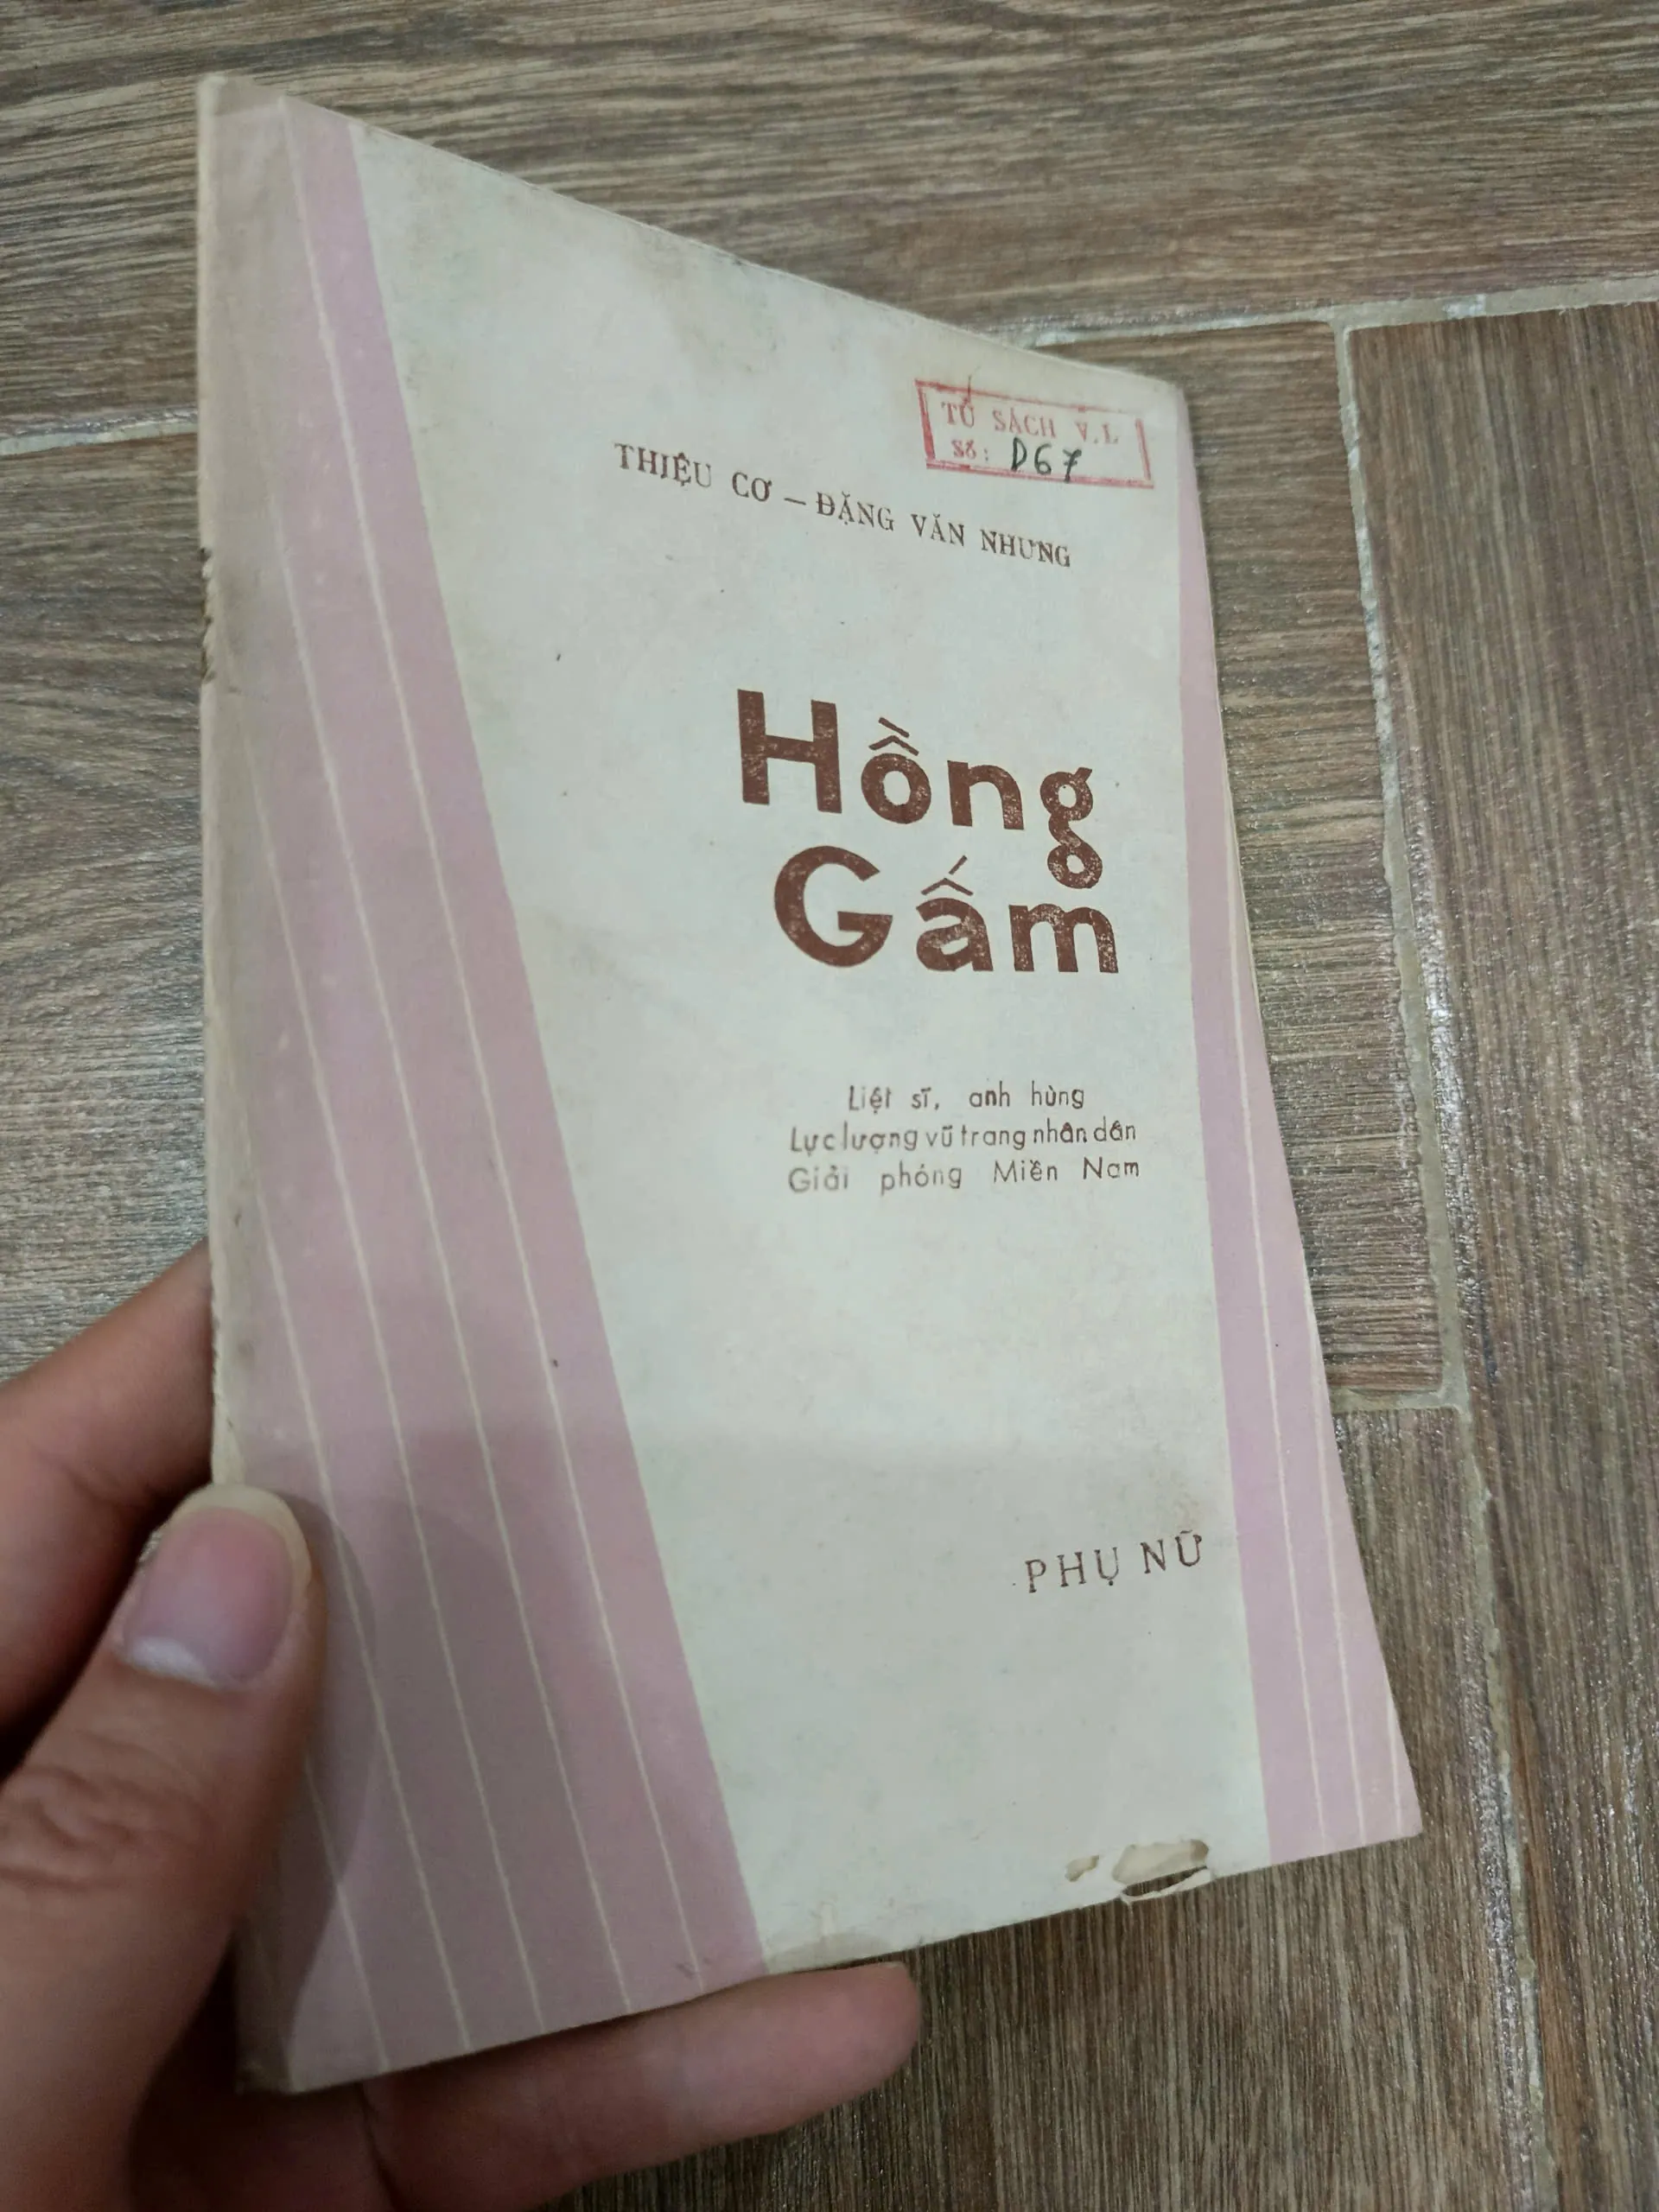 TỦ SÁCH V.L
Số: D67
THIỆU CƠ - ĐẶNG VĂN NHƯNG
Hồng
Gấm
Liệt sĩ, anh hùng
Lực lượng vũ trang nhân dân
Giải phóng Miền Nam
PHỤ NỮ